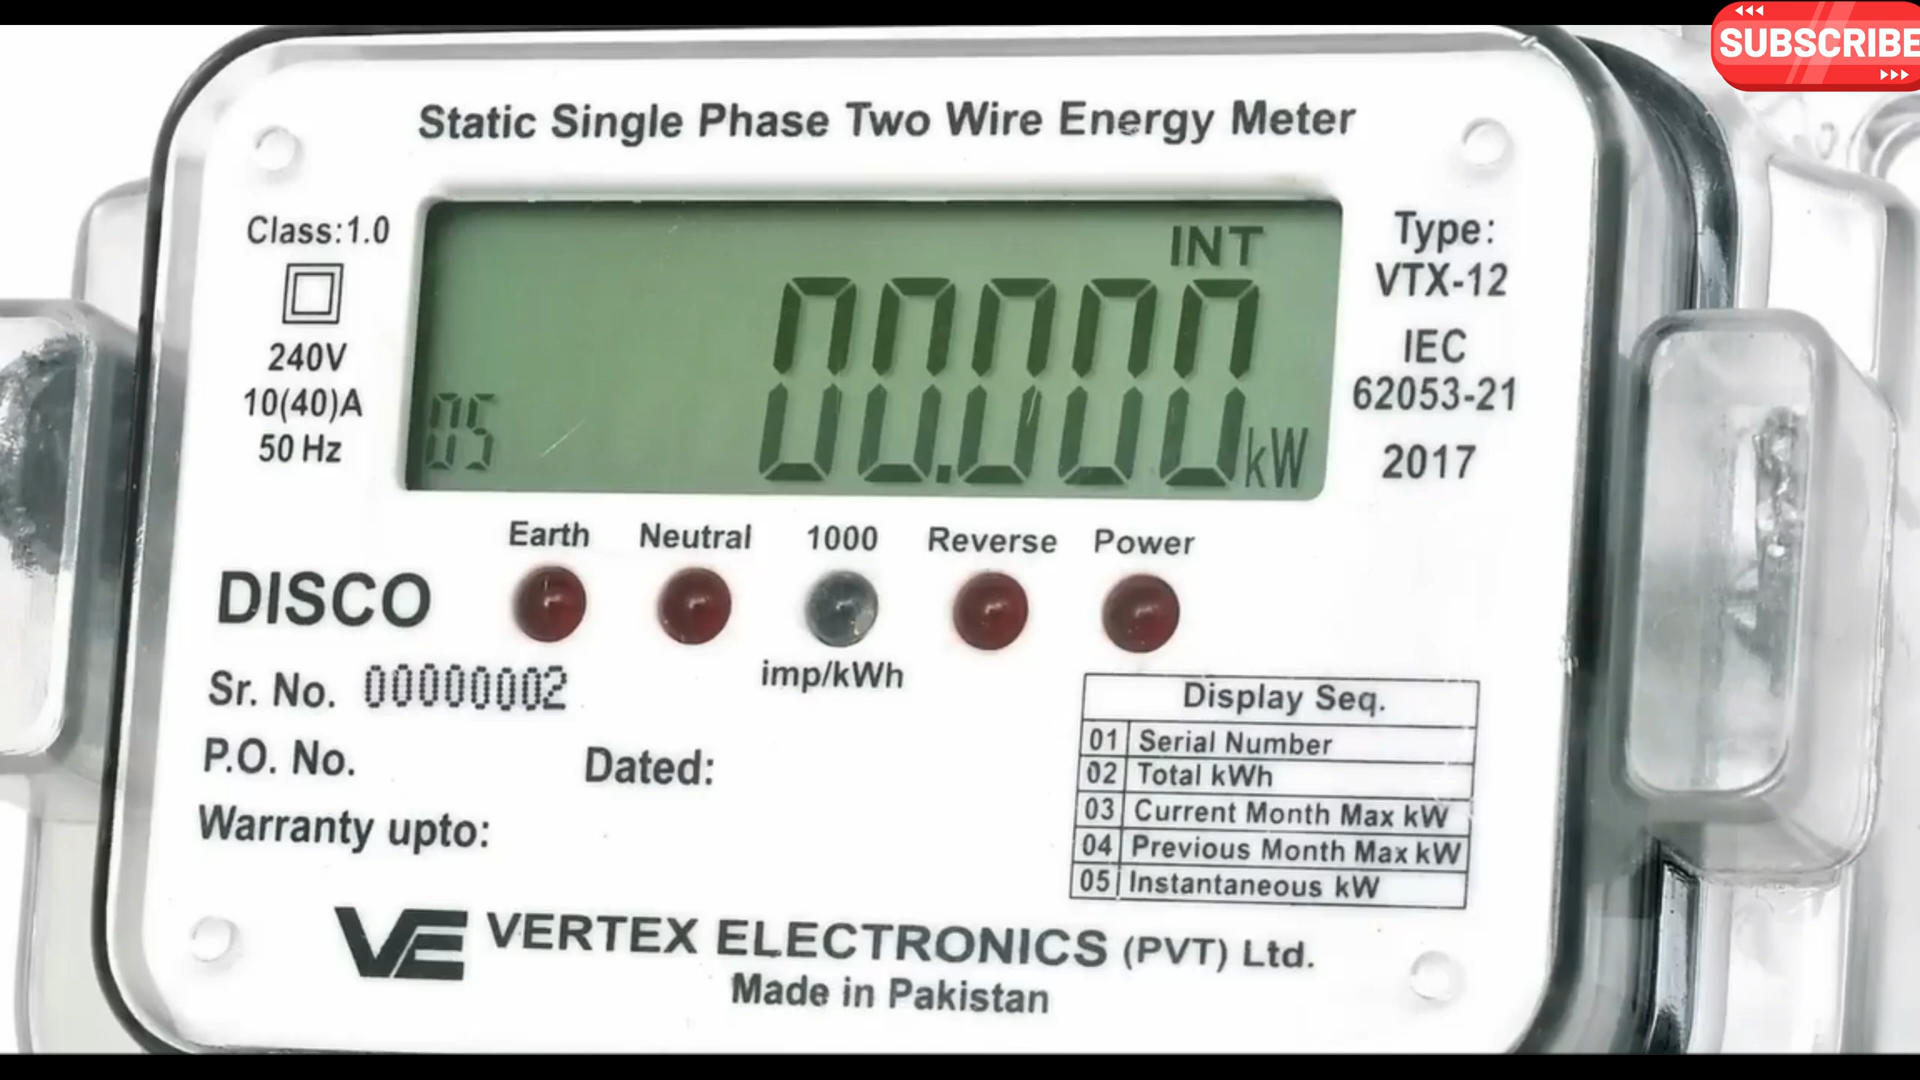 SUBSCRIBE
Static Single Phase Two Wire Energy Meter
Class:1.0
240V
10(40)A
50 Hz
INT
00.000
kW
05
Type:
VTX-12
IEC
62053-21
2017
Earth Neutral 1000 Reverse Power
imp/kWh
DISCO
Sr. No. 00000002
P.O. No. Dated:
Warranty upto:
Display Seq.
01 Serial Number
02 Total kWh
03 Current Month Max kW
04 Previous Month Max kW
05 Instantaneous kW
VE VERTEX ELECTRONICS (PVT) Ltd.
Made in Pakistan